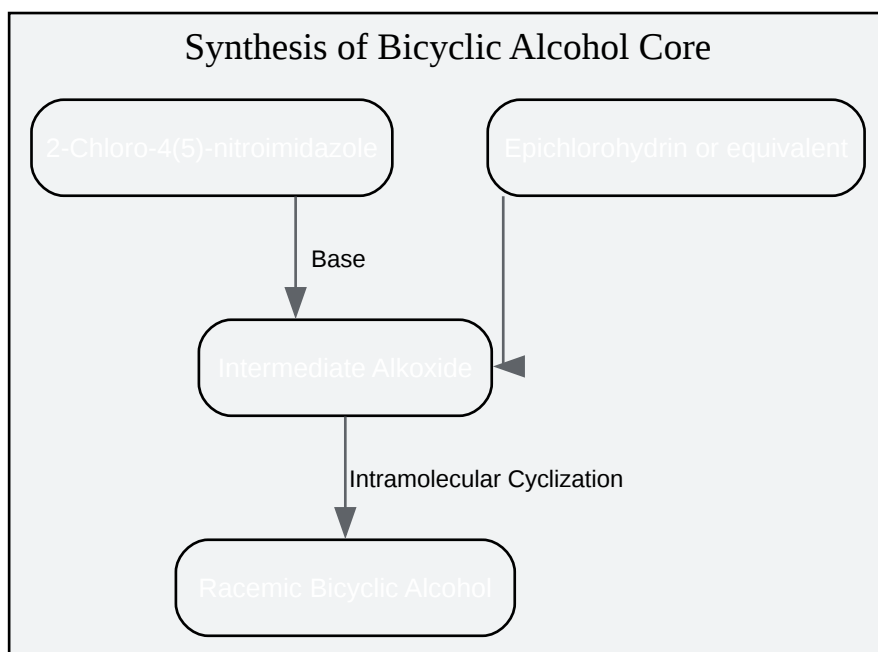 Synthesis of Bicyclic Alcohol Core
2-Chloro-4(5)-nitroimidazole
Epichlorohydrin or equivalent
Base
Intermediate Alkoxide
Intramolecular Cyclization
Racemic Bicyclic Alcohol